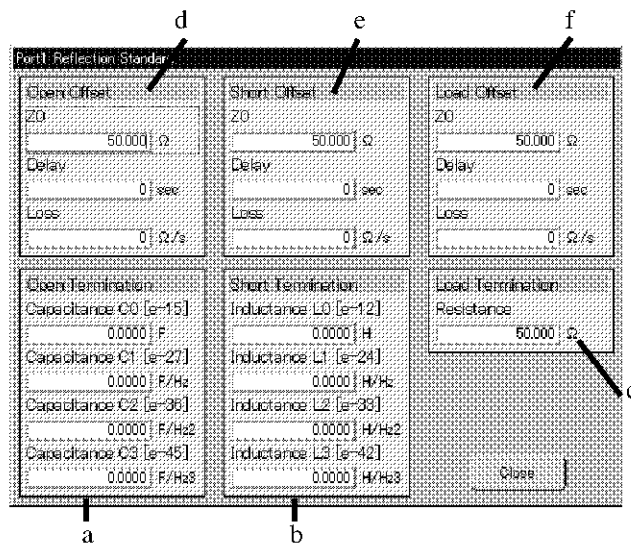 d e f
Port1 Reflection Standar
Open Offset
Z0
50.000 Ω
Delay
0 sec
Loss
0 Ω/s
Short Offset
Z0
50.000 Ω
Delay
0 sec
Loss
0 Ω/s
Load Offset
Z0
50.000 Ω
Delay
0 sec
Loss
0 Ω/s
Open Termination
Capacitance C0 [e-15]
0.0000 F
Capacitance C1 [e-27]
0.0000 F/Hz
Capacitance C2 [e-36]
0.0000 F/Hz2
Capacitance C3 [e-45]
0.0000 F/Hz3
Short Termination
Inductance L0 [e-12]
0.0000 H
Inductance L1 [e-24]
0.0000 H/Hz
Inductance L2 [e-33]
0.0000 H/Hz2
Inductance L3 [e-42]
0.0000 H/Hz3
Load Termination
Resistance
50.000 Ω
c
Close
a b